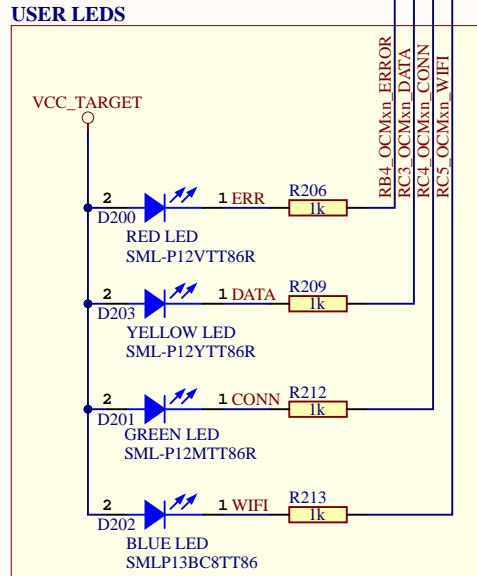 USER LEDS
VCC_TARGET
RB4_OCMxn_ERROR
RC3_OCMxn_DATA
RC4_OCMxn_CONN
RC5_OCMxn_WIFI
2
D200
1 ERR
R206
1k
RED LED
SML-P12VTT86R
2
D203
1 DATA
R209
1k
YELLOW LED
SML-P12YTT86R
2
D201
1 CONN
R212
1k
GREEN LED
SML-P12MTT86R
2
D202
1 WIFI
R213
1k
BLUE LED
SMLP13BC8TT86